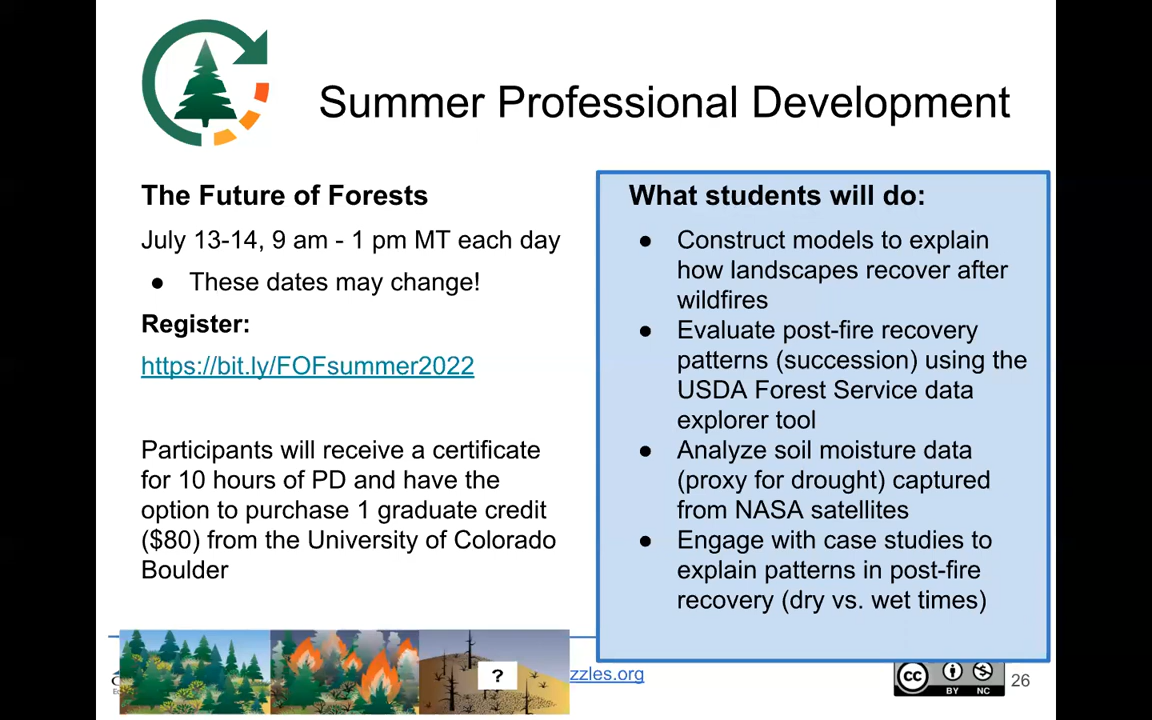 Summer Professional Development
The Future of Forests
July 13-14, 9 am - 1 pm MT each day
● These dates may change!
Register:
https://bit.ly/FOFsummer2022
Participants will receive a certificate
for 10 hours of PD and have the
option to purchase 1 graduate credit
($80) from the University of Colorado
Boulder
What students will do:
● Construct models to explain
how landscapes recover after
wildfires
● Evaluate post-fire recovery
patterns (succession) using the
USDA Forest Service data
explorer tool
● Analyze soil moisture data
(proxy for drought) captured
from NASA satellites
● Engage with case studies to
explain patterns in post-fire
recovery (dry vs. wet times)
?
zzles.org
cc
BY NC
26